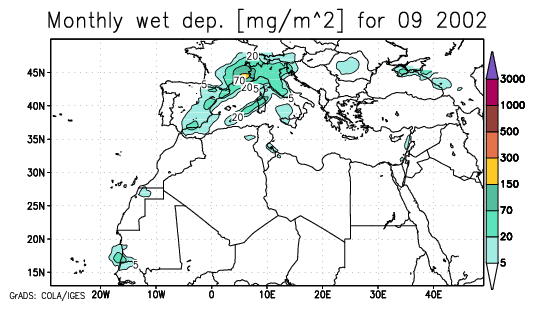 Monthly wet dep. [mg/m^2] for 09 2002
45N
40N
35N
30N
25N
20N
15N
20W 10W 0 10E 20E 30E 40E
3000
1000
500
300
150
70
20
5
20
5
70
20
5
5
20
5
GrADS: COLA/IGES